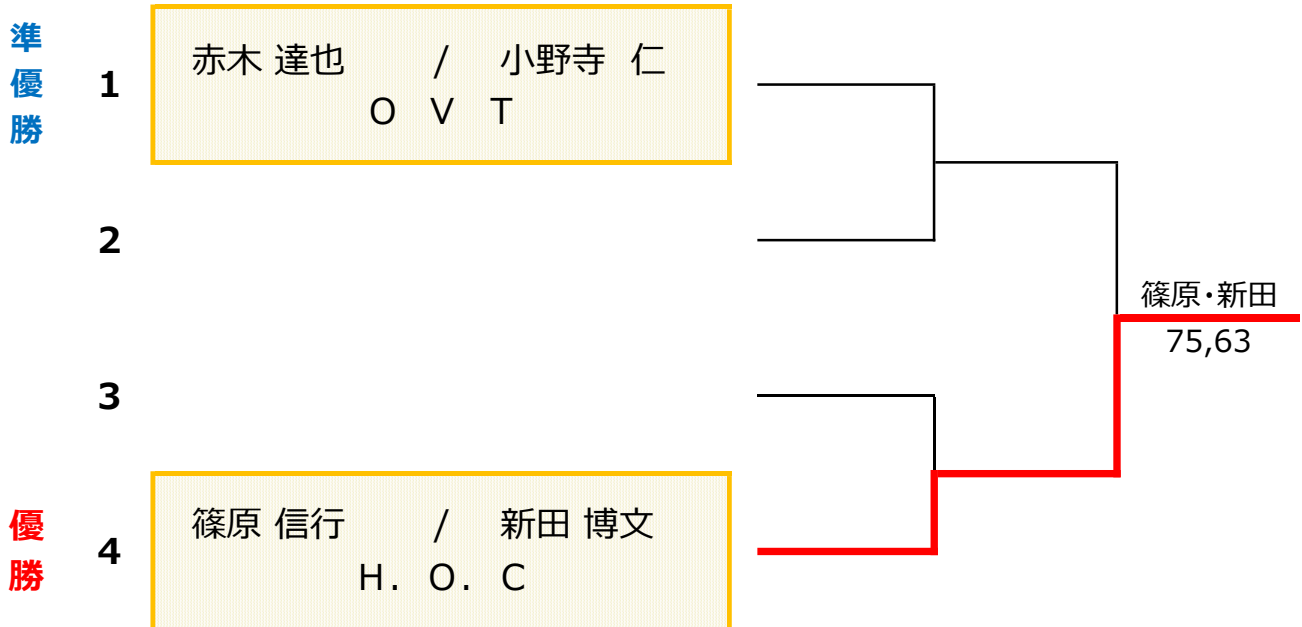 準優勝
1
赤木 達也 / 小野寺 仁
O V T
2
篠原・新田
75,63
3
優勝
4
篠原 信行 / 新田 博文
H. O. C